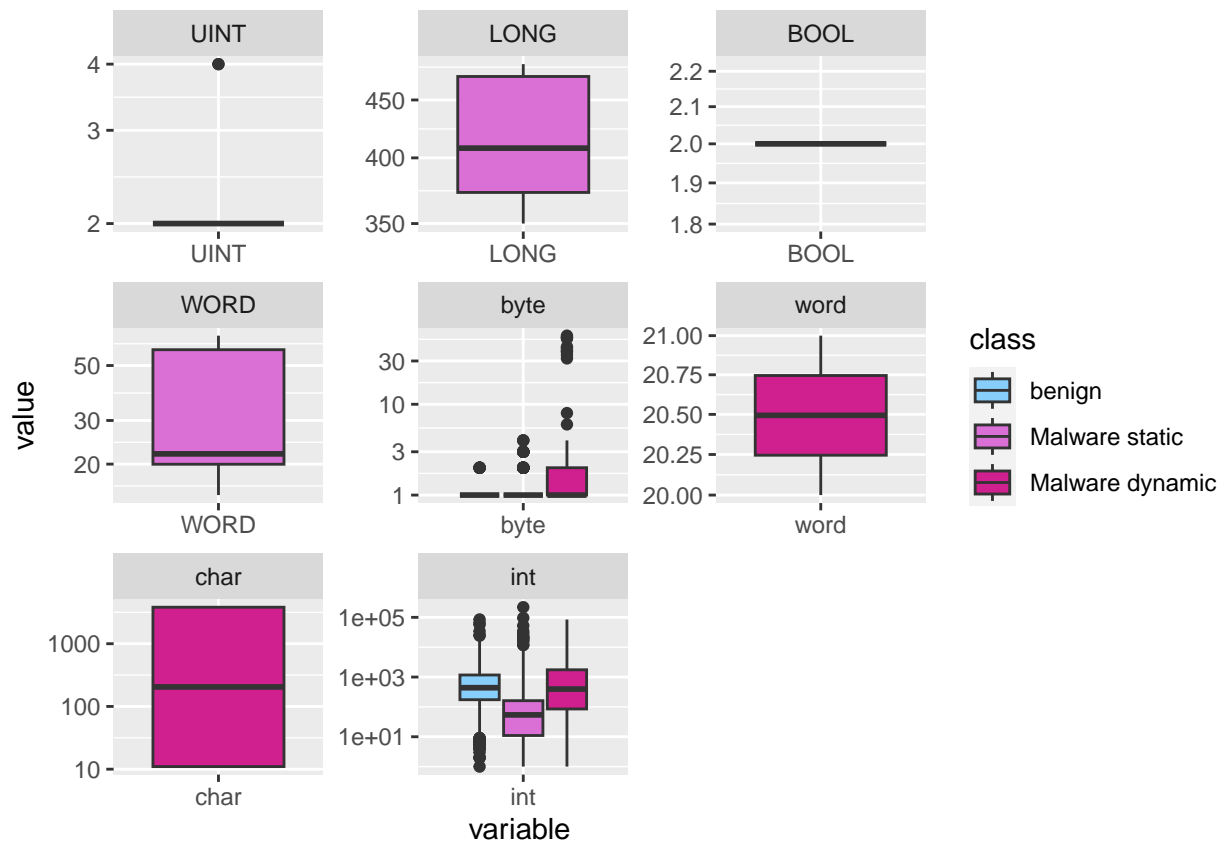 UINT
LONG
BOOL
4
3
2
450
400
350
2.2
2.1
2.0
1.9
1.8
UINT
LONG
BOOL
WORD
byte
word
50
30
20
30
10
3
1
21.00
20.75
20.50
20.25
20.00
WORD
byte
word
char
int
1000
100
10
1e+05
1e+03
1e+01
char
int
value
variable
class
benign
Malware static
Malware dynamic